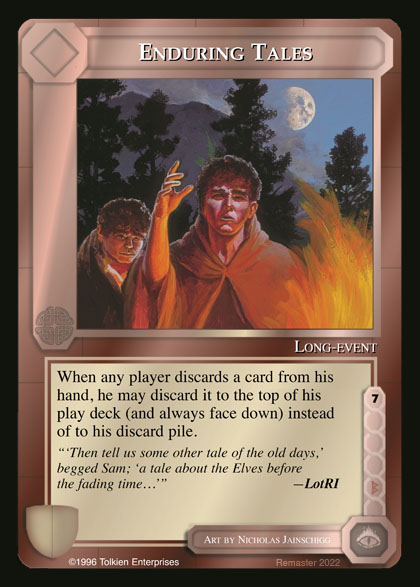 Enduring Tales
Long-event
When any player discards a card from his
hand, he may discard it to the top of his
play deck (and always face down) instead
of to his discard pile.
“‘Then tell us some other tale of the old days,’
begged Sam; ‘a tale about the Elves before
the fading time…’” –LotRI
7
Art by Nicholas Jainschigg
©1996 Tolkien Enterprises
Remaster 2022